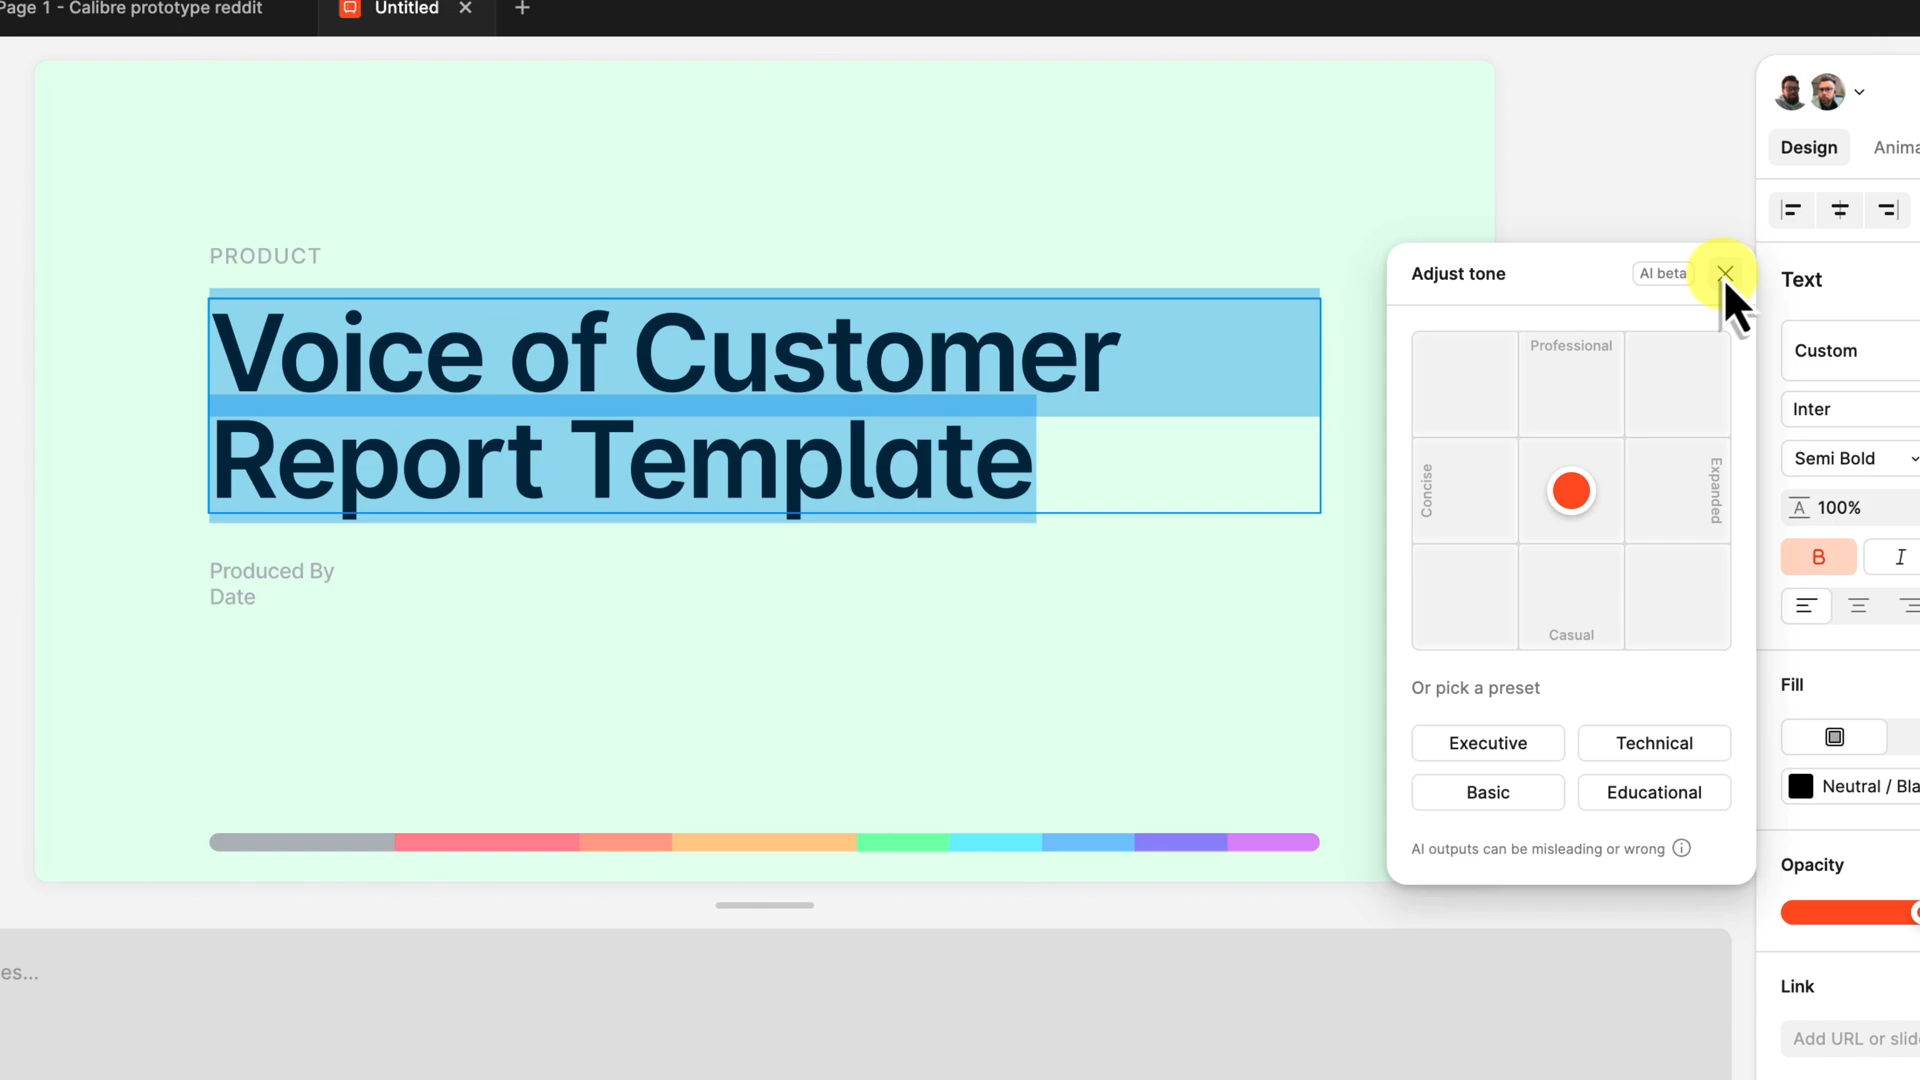 Page 1 - Calibre prototype reddit
Untitled
PRODUCT
Voice of Customer
Report Template
Produced By
Date
es...
Adjust tone
AI beta
Professional
Concise
Expanded
Casual
Or pick a preset
Executive
Technical
Basic
Educational
AI outputs can be misleading or wrong
Design
Anima
Text
Custom
Inter
Semi Bold
A 100%
B
I
Fill
Neutral / Bla
Opacity
Link
Add URL or slid